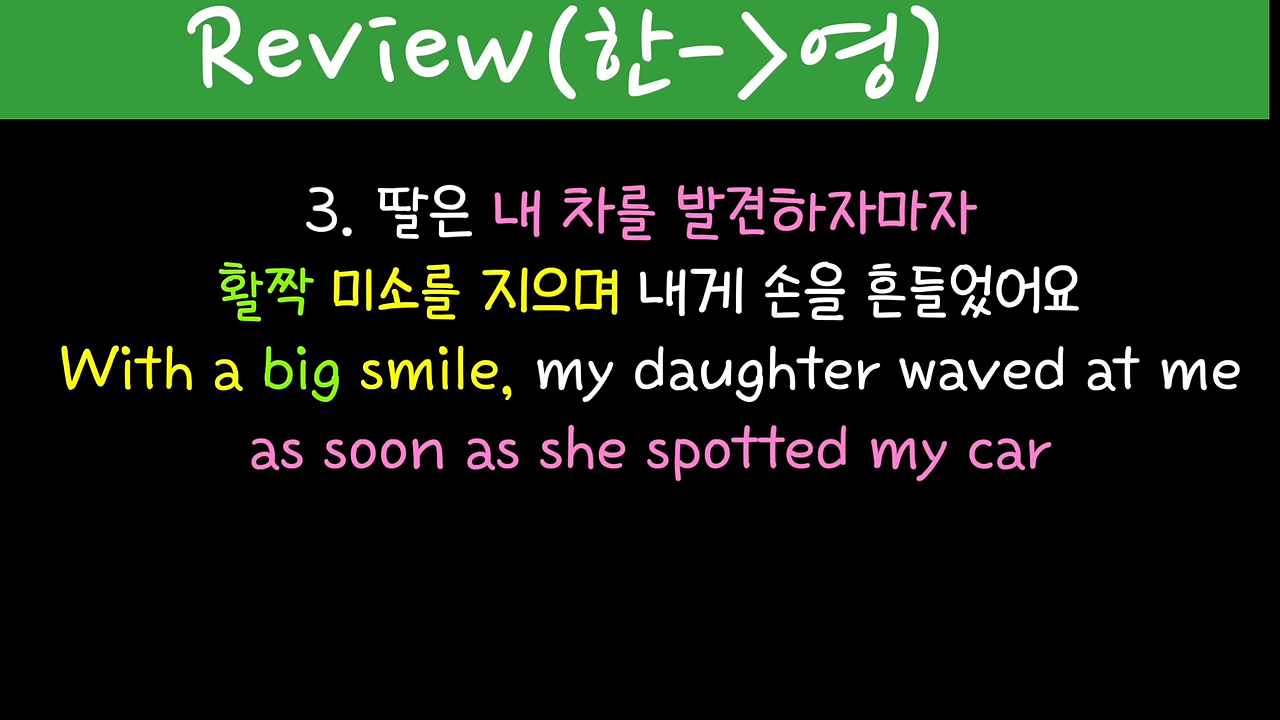 Review(한->영)
3. 딸은 내 차를 발견하자마자
활짝 미소를 지으며 내게 손을 흔들었어요
With a big smile, my daughter waved at me
as soon as she spotted my car